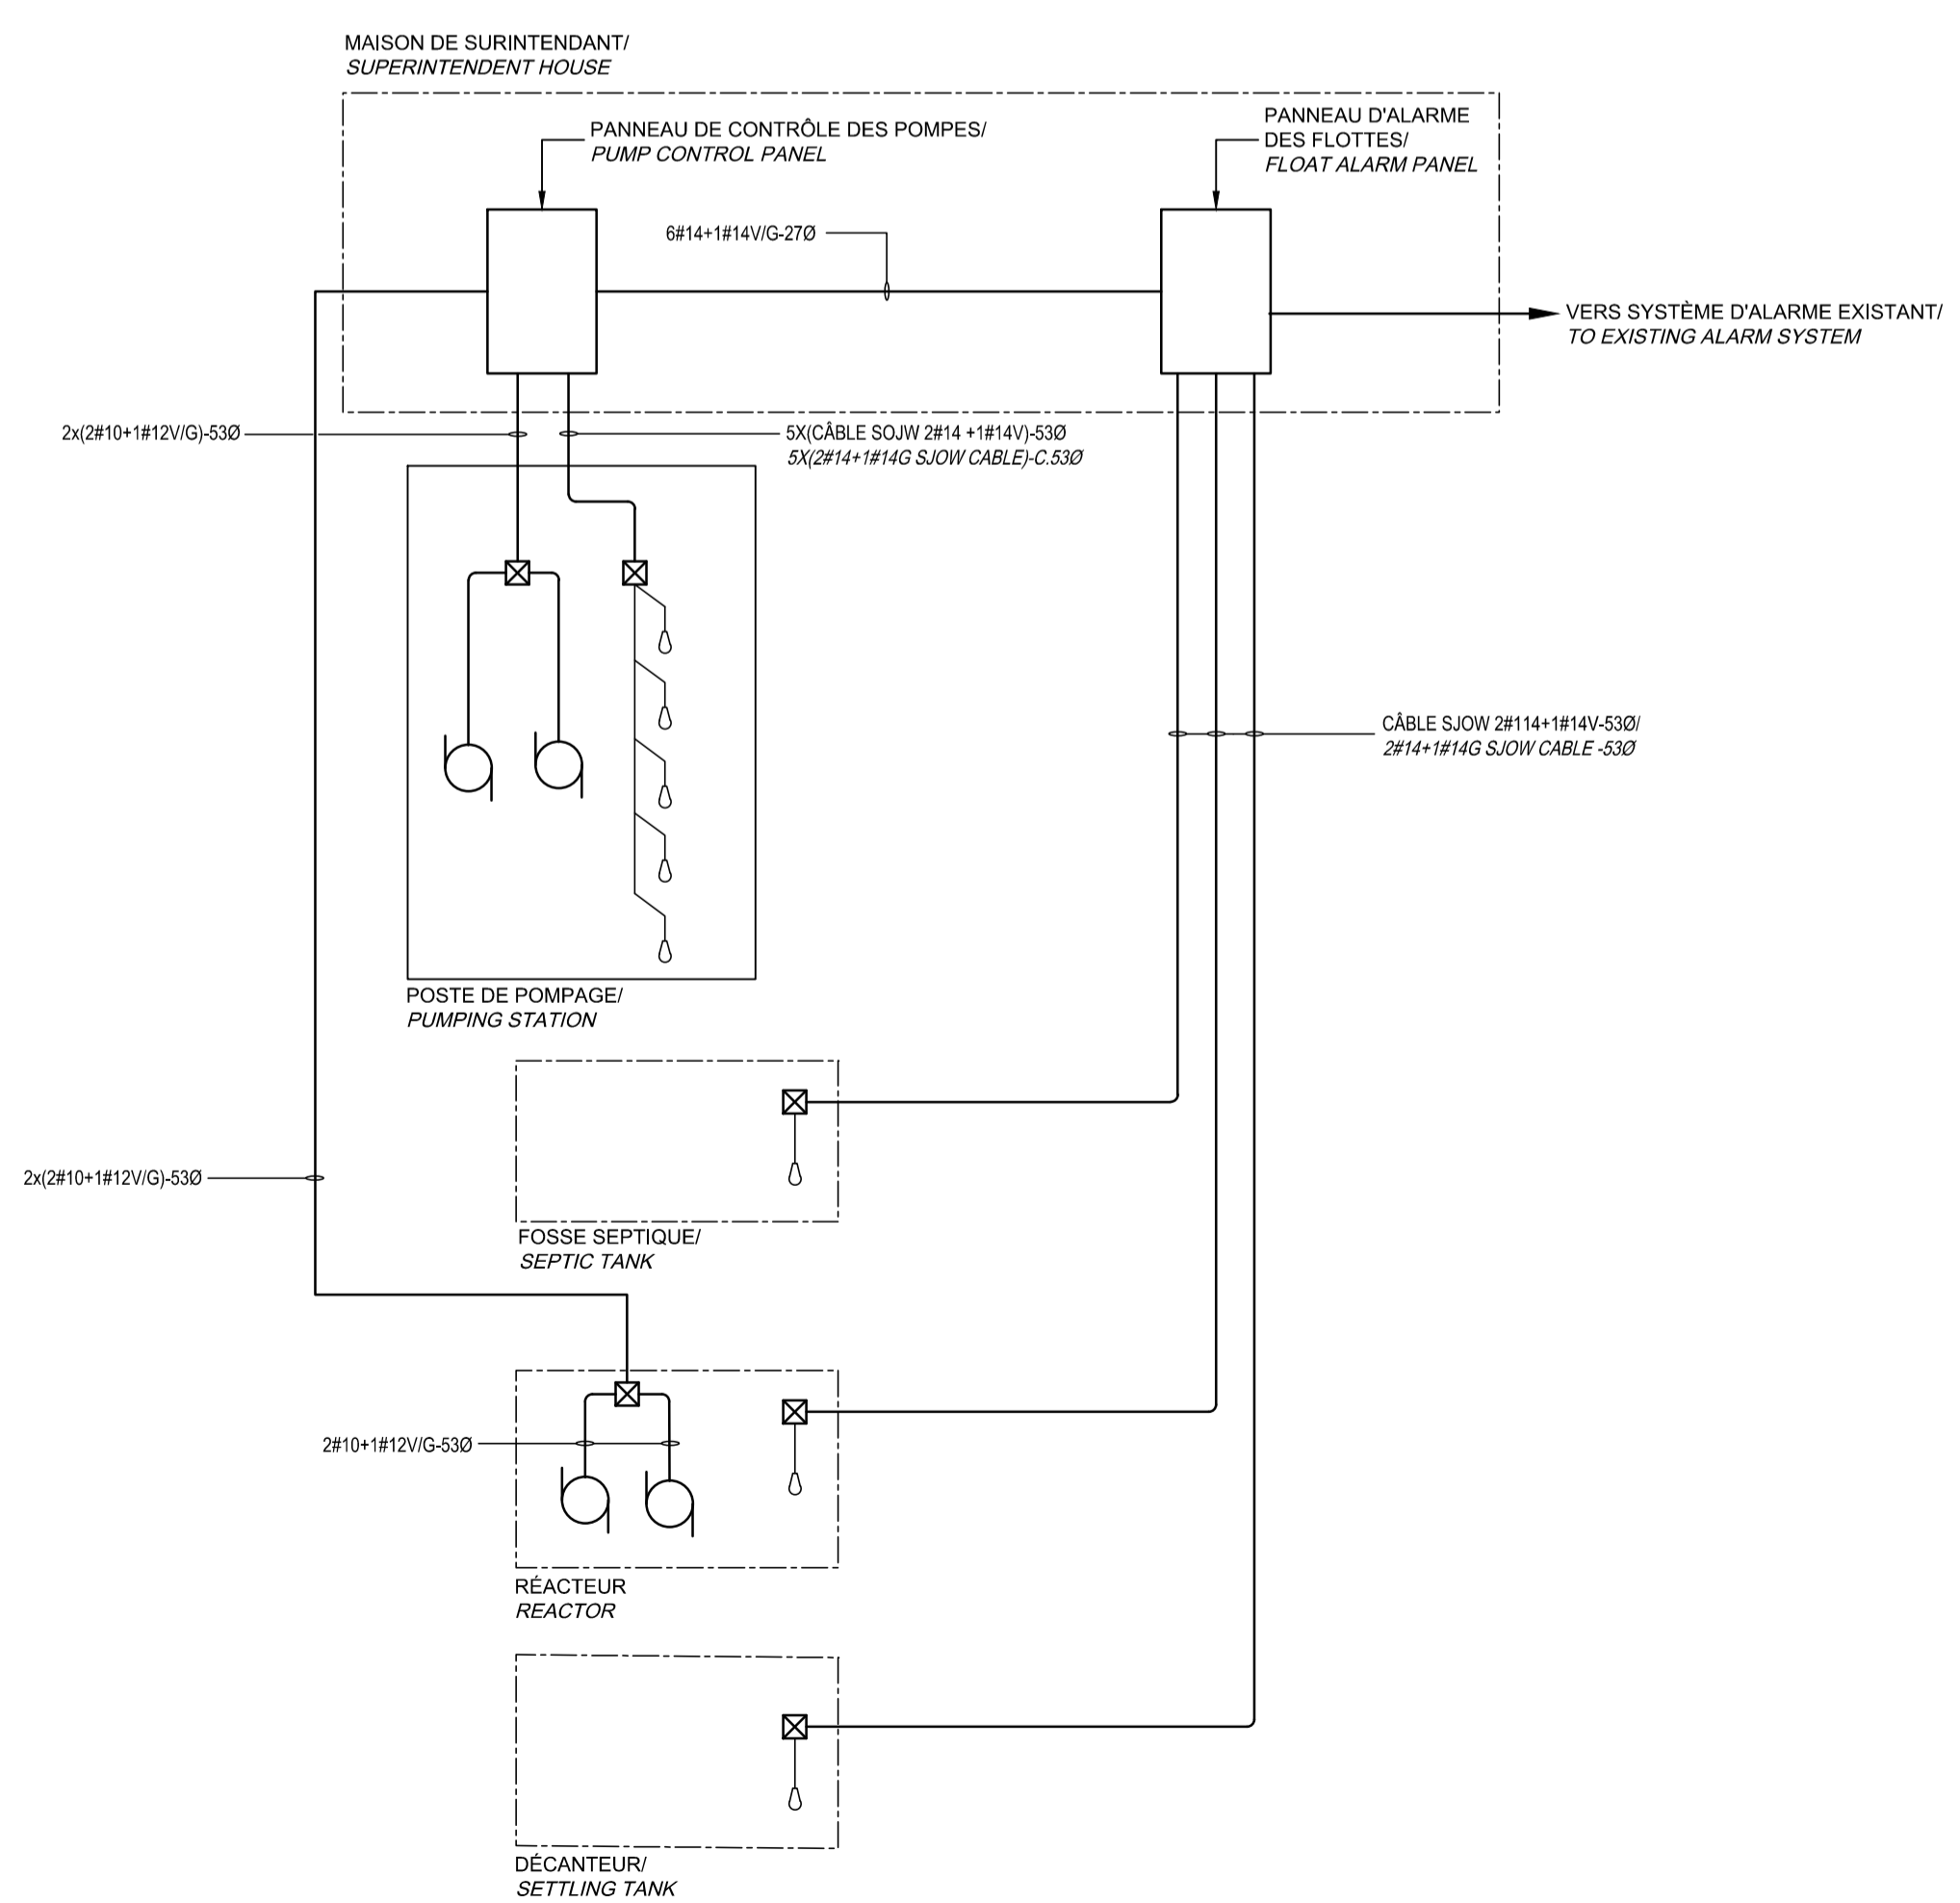 MAISON DE SURINTENDANT/
SUPERINTENDENT HOUSE
PANNEAU DE CONTRÔLE DES POMPES/
PUMP CONTROL PANEL
PANNEAU D'ALARME
DES FLOTTES/
FLOAT ALARM PANEL
6#14+1#14V/G-27Ø
VERS SYSTÈME D'ALARME EXISTANT/
TO EXISTING ALARM SYSTEM
2x(2#10+1#12V/G)-53Ø
5X(CÂBLE SOJW 2#14 +1#14V)-53Ø
5X(2#14+1#14G SJOW CABLE)-C.53Ø
CÂBLE SJOW 2#114+1#14V-53Ø/
2#14+1#14G SJOW CABLE -53Ø
POSTE DE POMPAGE/
PUMPING STATION
2x(2#10+1#12V/G)-53Ø
FOSSE SEPTIQUE/
SEPTIC TANK
2#10+1#12V/G-53Ø
RÉACTEUR
REACTOR
DÉCANTEUR/
SETTLING TANK